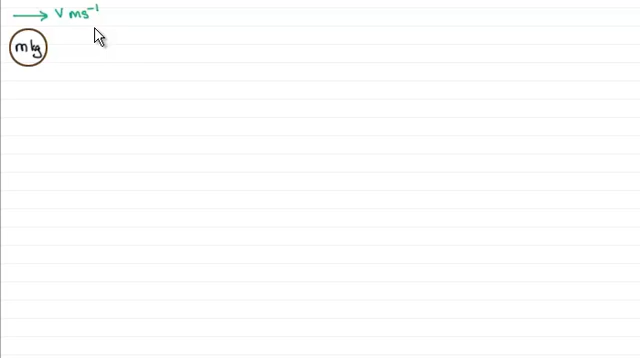 → v ms⁻¹
m kg